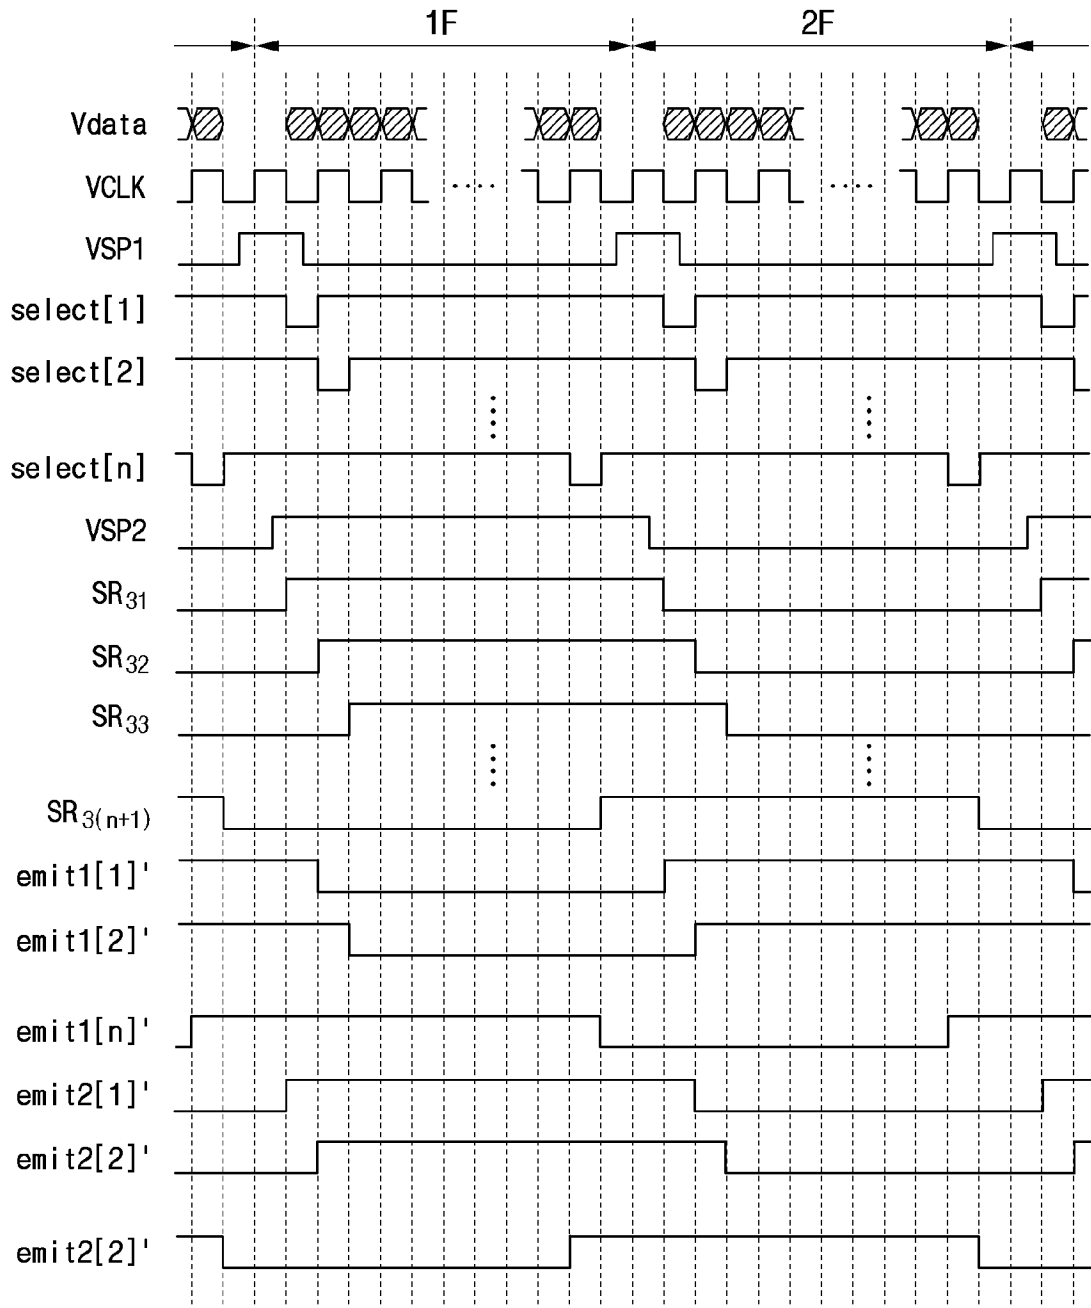 1F 2F
Vdata
VCLK
VSP1
select[1]
select[2]
select[n]
VSP2
SR31
SR32
SR33
SR3(n+1)
emit1[1]'
emit1[2]'
emit1[n]'
emit2[1]'
emit2[2]'
emit2[2]'